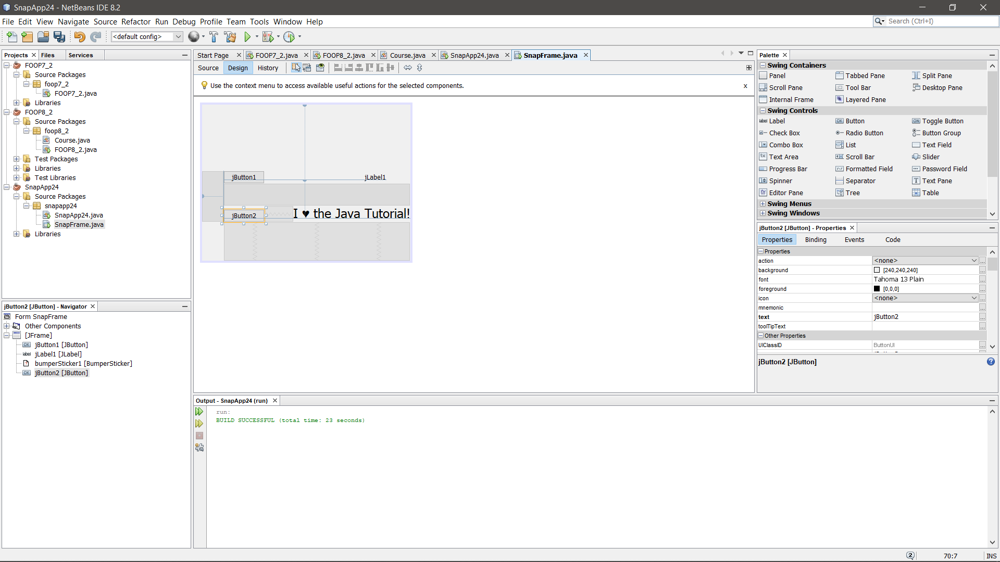 SnapApp24 - NetBeans IDE 8.2
File Edit View Navigate Source Refactor Run Debug Profile Team Tools Window Help
Search (Ctrl+I)
<default config>
Projects Files Services
FOOP7_2
Source Packages
foop7_2
FOOP7_2.java
Libraries
FOOP8_2
Source Packages
foop8_2
Course.java
FOOP8_2.java
Test Packages
Libraries
Test Libraries
SnapApp24
Source Packages
snapapp24
SnapApp24.java
SnapFrame.java
Libraries
jButton2 [JButton] - Navigator
Form SnapFrame
Other Components
[JFrame]
OK jButton1 [JButton]
label jLabel1 [JLabel]
bumperSticker1 [BumperSticker]
OK jButton2 [JButton]
Start Page FOOP7_2.java FOOP8_2.java Course.java SnapApp24.java SnapFrame.java
Source Design History
Use the context menu to access available useful actions for the selected components. x
jButton1 jLabel1
jButton2 I ♥ the Java Tutorial!
Output - SnapApp24 (run)
run:
BUILD SUCCESSFUL (total time: 23 seconds)
Palette
Swing Containers
Panel Tabbed Pane Split Pane
Scroll Pane Tool Bar Desktop Pane
Internal Frame Layered Pane
Swing Controls
label Label OK Button ON Toggle Button
Check Box Radio Button Button Group
Combo Box List Text Field
Text Area Scroll Bar Slider
Progress Bar Formatted Field Password Field
Spinner Separator T Text Pane
Editor Pane Tree Table
Swing Menus
Swing Windows
jButton2 [JButton] - Properties
Properties Binding Events Code
Properties
action <none> ...
background [240,240,240] ...
font Tahoma 13 Plain ...
foreground [0,0,0] ...
icon <none> ...
mnemonic ...
text jButton2 ...
toolTipText ...
Other Properties
UIClassID ButtonUI ...
jButton2 [JButton]
?
2 70:7 INS